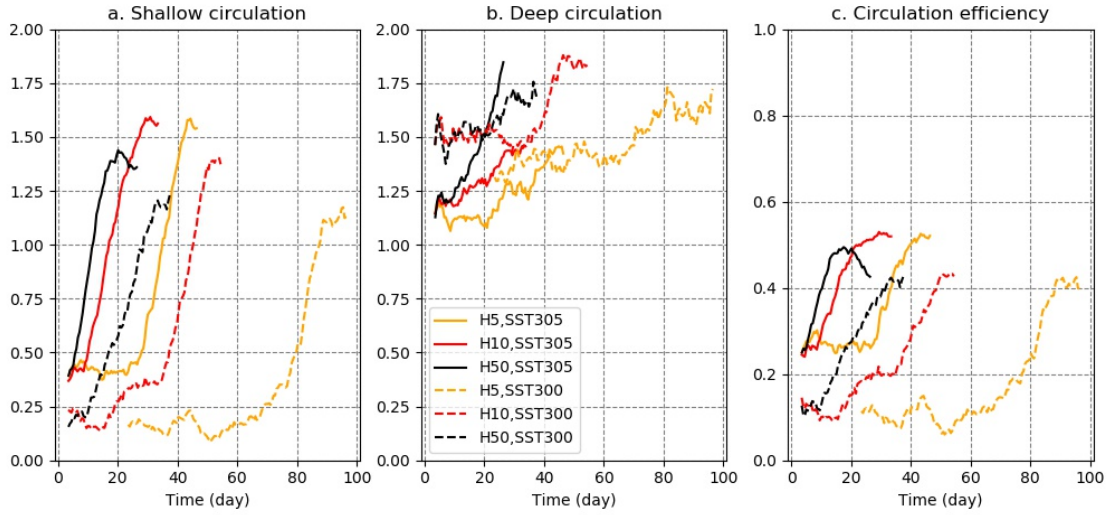 a. Shallow circulation
2.00
1.75
1.50
1.25
1.00
0.75
0.50
0.25
0.00
0 20 40 60 80 100
Time (day)
b. Deep circulation
2.00
1.75
1.50
1.25
1.00
0.75
0.50
0.25
0.00
H5,SST305
H10,SST305
H50,SST305
H5,SST300
H10,SST300
H50,SST300
0 20 40 60 80 100
Time (day)
c. Circulation efficiency
1.0
0.8
0.6
0.4
0.2
0.0
0 20 40 60 80 100
Time (day)